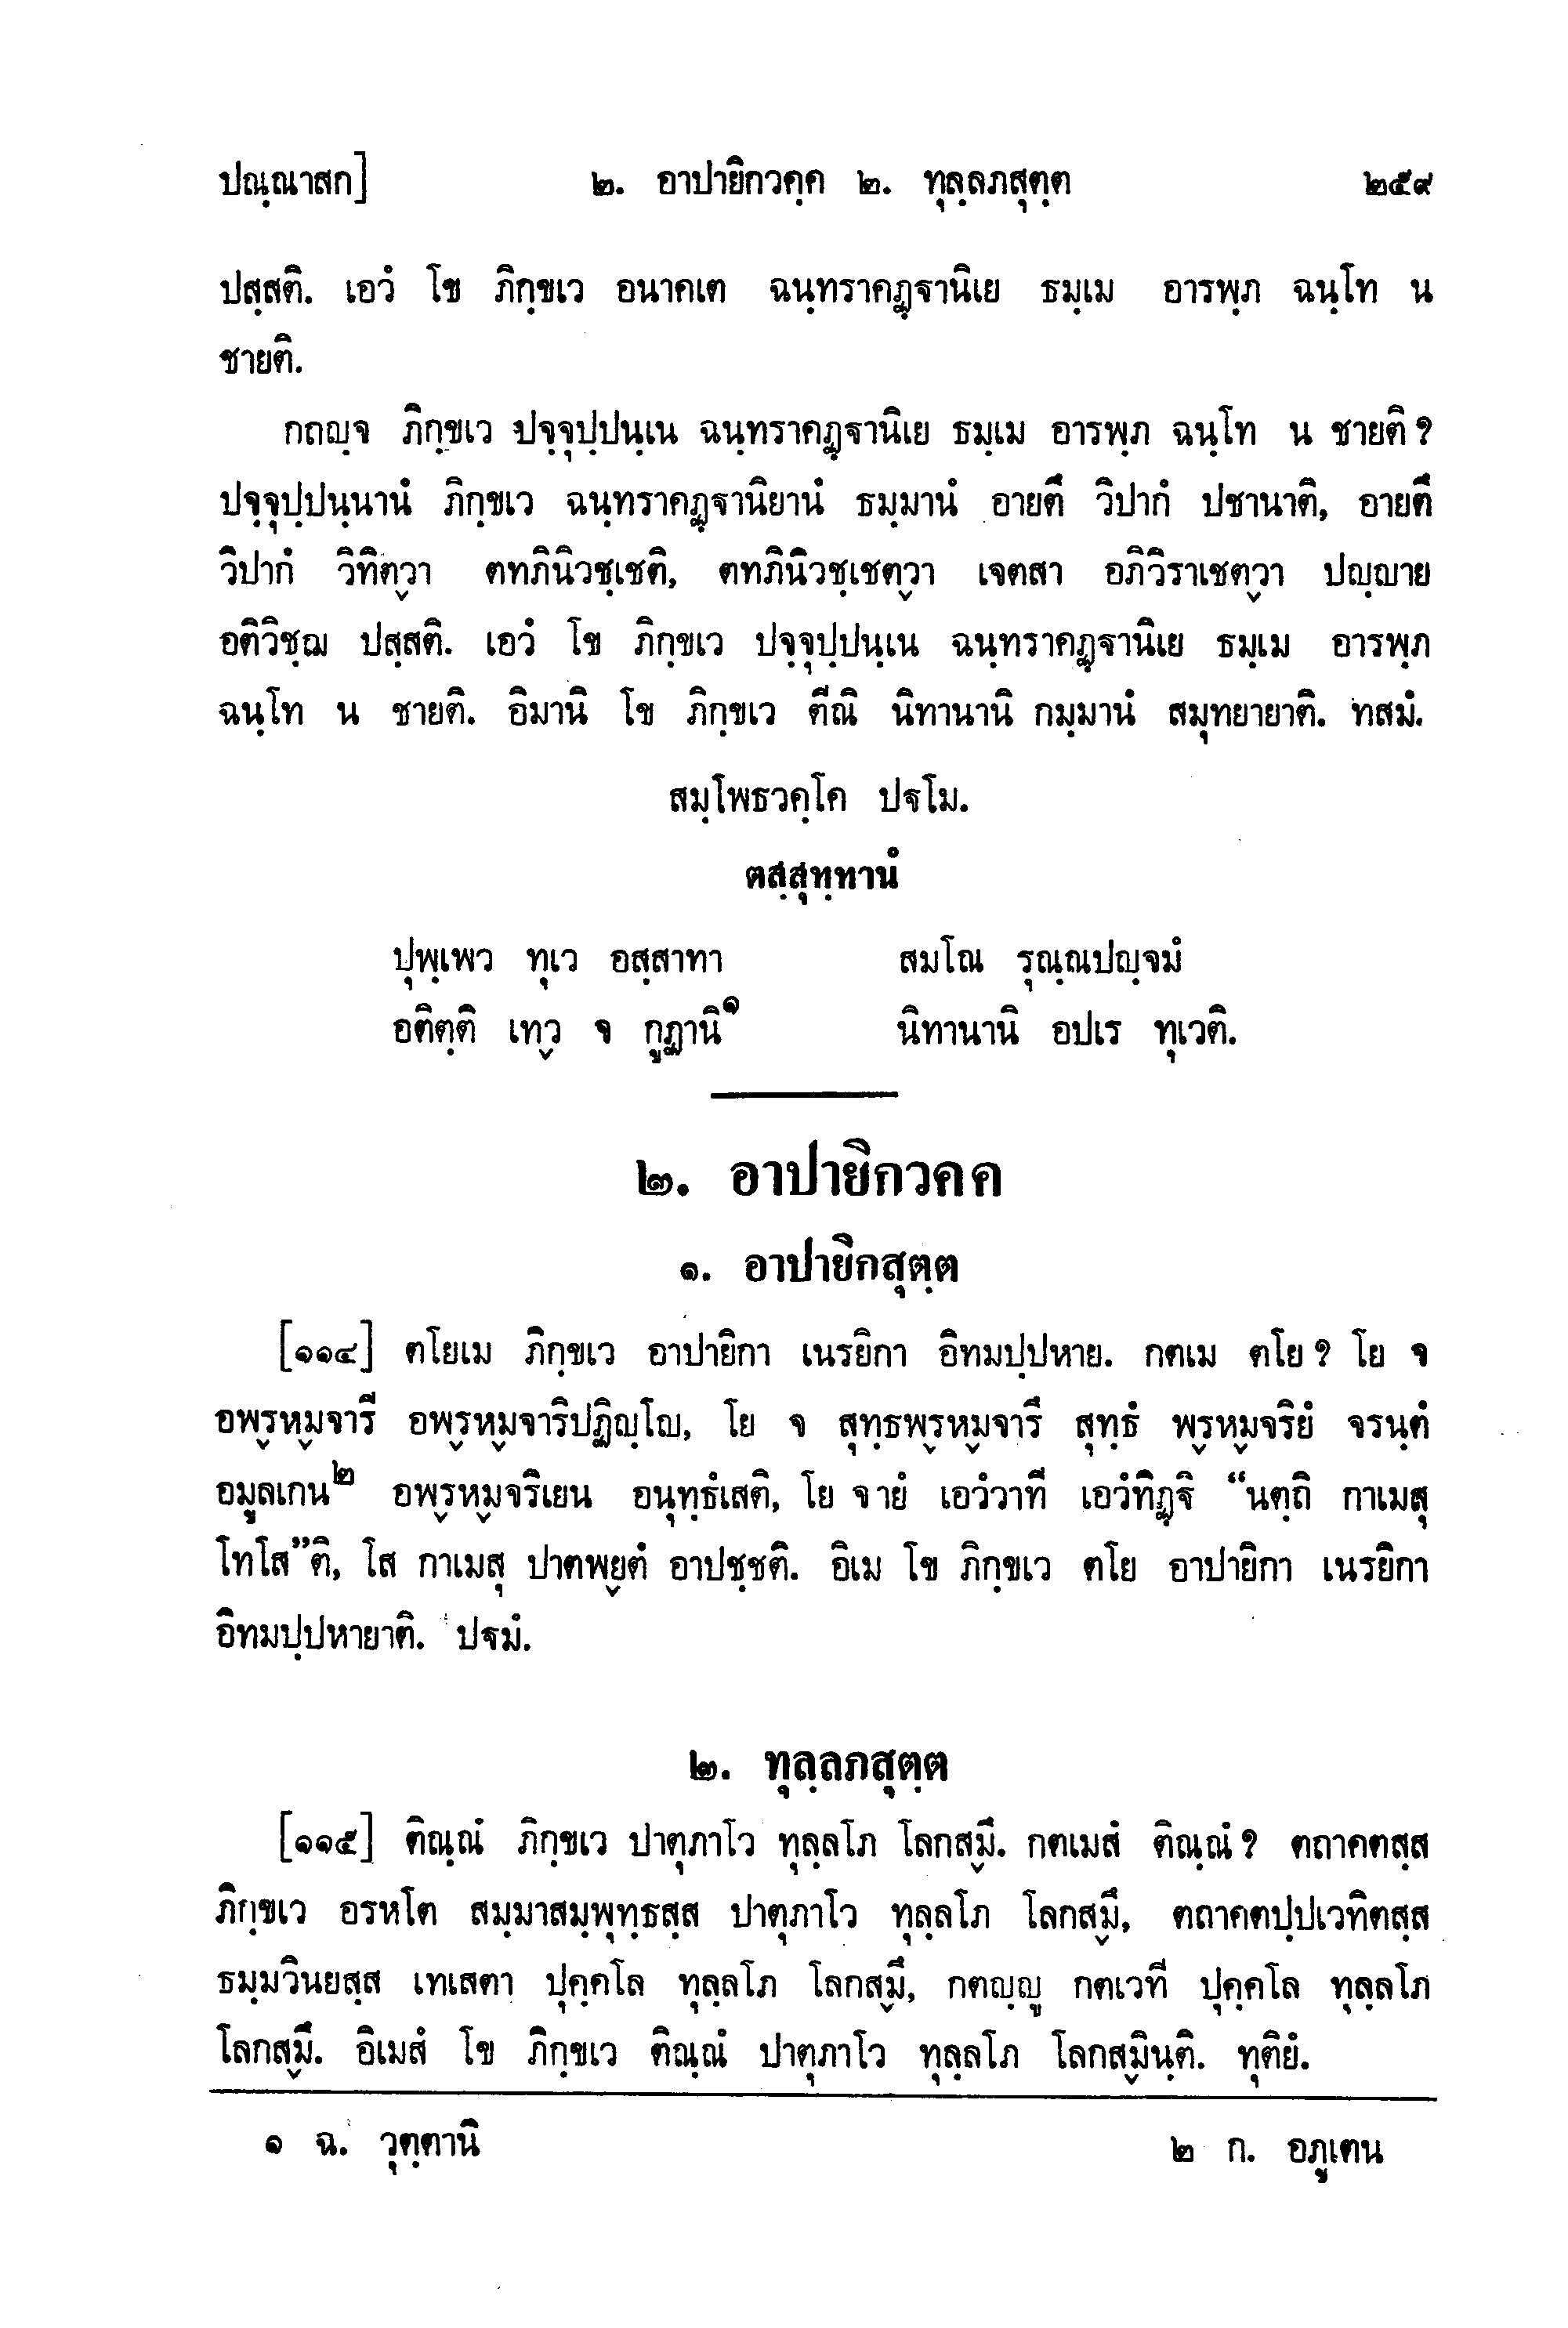 ปณฺณาสก] ๒. อาปายิกวคฺค ๒. ทุลฺลภสุตฺต ๒๕๙
ปสฺสติ. เอวํ โข ภิกฺขเว อนาคเต ฉนฺทราคฏฺฐานิเย ธมฺเม อารพฺภ ฉนฺโท น
ชายติ.
กถญฺจ ภิกฺขเว ปจฺจุปฺปนฺเน ฉนฺทราคฏฺฐานิเย ธมฺเม อารพฺภ ฉนฺโท น ชายติ ?
ปจฺจุปฺปนฺนานํ ภิกฺขเว ฉนฺทราคฏฺฐานิยานํ ธมฺมานํ อายตึ วิปากํ ปชานาติ, อายตึ
วิปากํ วิทิตฺวา ตทภินิวชฺเชติ, ตทภินิวชฺเชตฺวา เจตสา อภิวิราเชตฺวา ปญฺญาย
อติวิชฺฌ ปสฺสติ. เอวํ โข ภิกฺขเว ปจฺจุปฺปนฺเน ฉนฺทราคฏฺฐานิเย ธมฺเม อารพฺภ
ฉนฺโท น ชายติ. อิมานิ โข ภิกฺขเว ตีณิ นิทานานิ กมฺมานํ สมุทยายาติ. ทสมํ.
สมฺโพธวคฺโค ปฐโม.
ตสฺสุทฺทานํ
ปุพฺเพว ทุเว อสฺสาทา สมโณ รุณฺณปญฺจมํ
อติตฺติ เทฺว จ กูฏานิ๑ นิทานานิ อปเร ทุเวติ.
๒. อาปายิกวคค
๑. อาปายิกสุตฺต
[๑๑๔] ตโยเม ภิกฺขเว อาปายิกา เนรยิกา อิทมปฺปหาย. กตเม ตโย ? โย จ
อพฺรหฺมจารี อพฺรหฺมจาริปฏิญฺโญ, โย จ สุทฺธพฺรหฺมจารึ สุทฺธํ พฺรหฺมจริยํ จรนฺตํ
อมูลเกน๒ อพฺรหฺมจริเยน อนุทฺธํเสติ, โย จายํ เอวํวาที เอวํทิฏฺฐิ “นตฺถิ กาเมสุ
โทโส”ติ, โส กาเมสุ ปาตพฺยตํ อาปชฺชติ. อิเม โข ภิกฺขเว ตโย อาปายิกา เนรยิกา
อิทมปฺปหายาติ. ปฐมํ.
๒. ทุลฺลภสุตฺต
[๑๑๕] ติณฺณํ ภิกฺขเว ปาตุภาโว ทุลฺลโภ โลกสฺมึ. กตเมสํ ติณฺณํ ? ตถาคตสฺส
ภิกฺขเว อรหโต สมฺมาสมฺพุทฺธสฺส ปาตุภาโว ทุลฺลโภ โลกสฺมึ, ตถาคตปฺปเวทิตสฺส
ธมฺมวินยสฺส เทเสตา ปุคฺคโล ทุลฺลโภ โลกสฺมึ, กตญฺญู กตเวที ปุคฺคโล ทุลฺลโภ
โลกสฺมึ. อิเมสํ โข ภิกฺขเว ติณฺณํ ปาตุภาโว ทุลฺลโภ โลกสฺมินฺติ. ทุติยํ.
๑ ฉ. วุตฺตานิ ๒ ก. อภูเตน